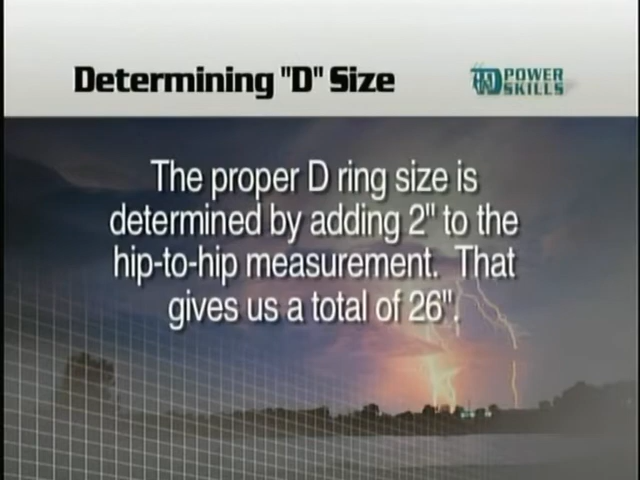 Determining "D" Size
POWER
SKILLS
The proper D ring size is
determined by adding 2" to the
hip-to-hip measurement. That
gives us a total of 26".